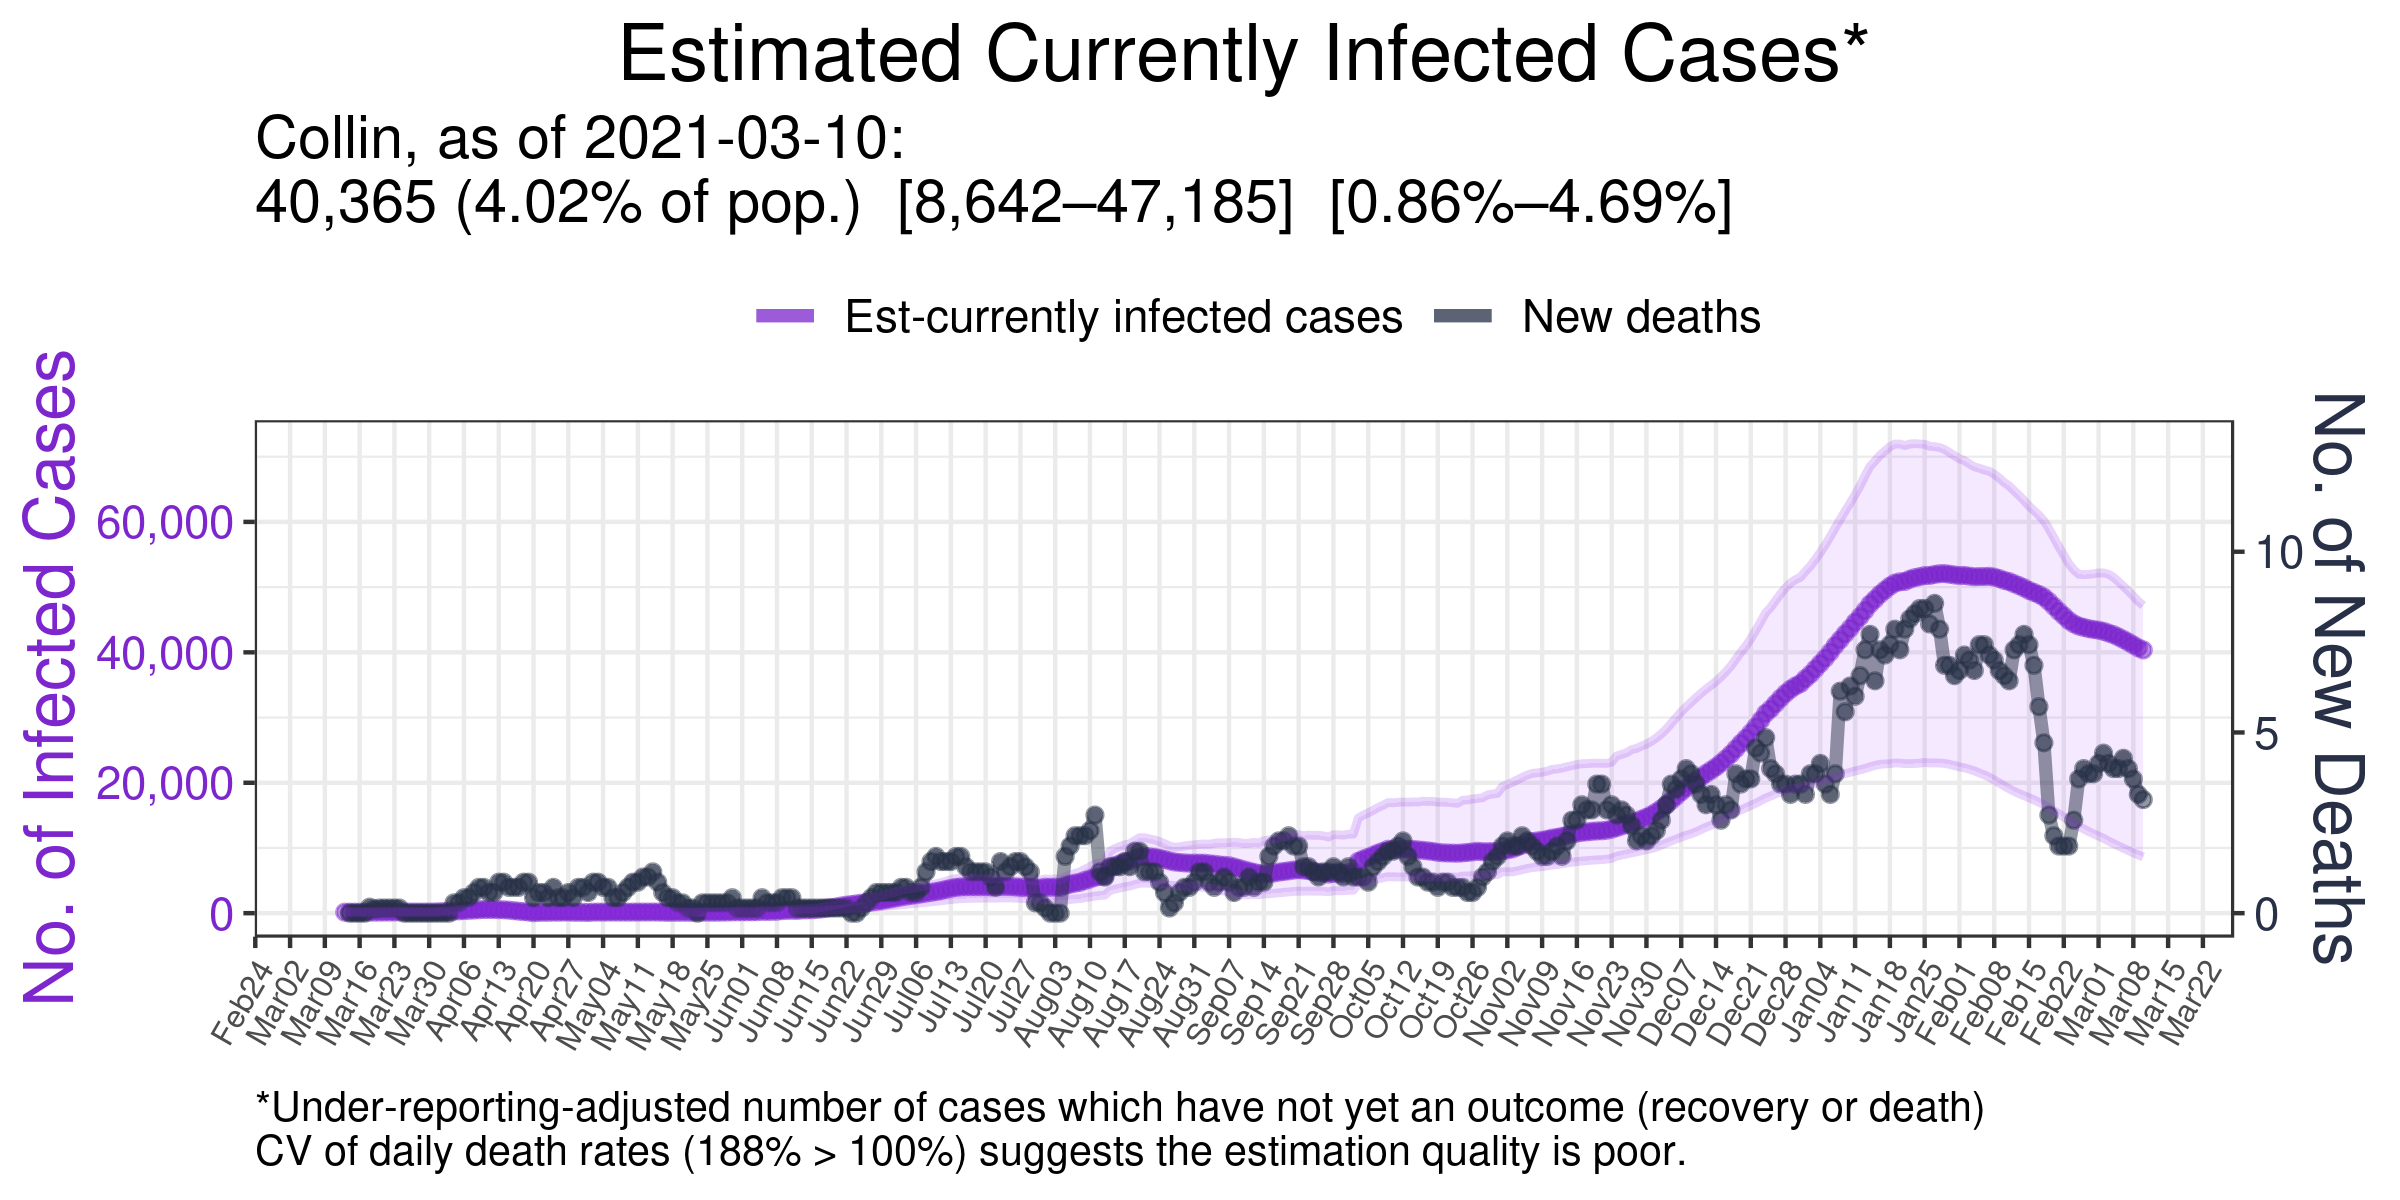 Estimated Currently Infected Cases*
Collin, as of 2021-03-10:
40,365 (4.02% of pop.)  [8,642–47,185]  [0.86%–4.69%]
Est-currently infected cases
New deaths
No. of Infected Cases
60,000
40,000
20,000
0
10
5
0
No. of New Deaths
Feb24
Mar02
Mar09
Mar16
Mar23
Mar30
Apr06
Apr13
Apr20
Apr27
May04
May11
May18
May25
Jun01
Jun08
Jun15
Jun22
Jun29
Jul06
Jul13
Jul20
Jul27
Aug03
Aug10
Aug17
Aug24
Aug31
Sep07
Sep14
Sep21
Sep28
Oct05
Oct12
Oct19
Oct26
Nov02
Nov09
Nov16
Nov23
Nov30
Dec07
Dec14
Dec21
Dec28
Jan04
Jan11
Jan18
Jan25
Feb01
Feb08
Feb15
Feb22
Mar01
Mar08
Mar15
Mar22
*Under-reporting-adjusted number of cases which have not yet an outcome (recovery or death)
CV of daily death rates (188% > 100%) suggests the estimation quality is poor.